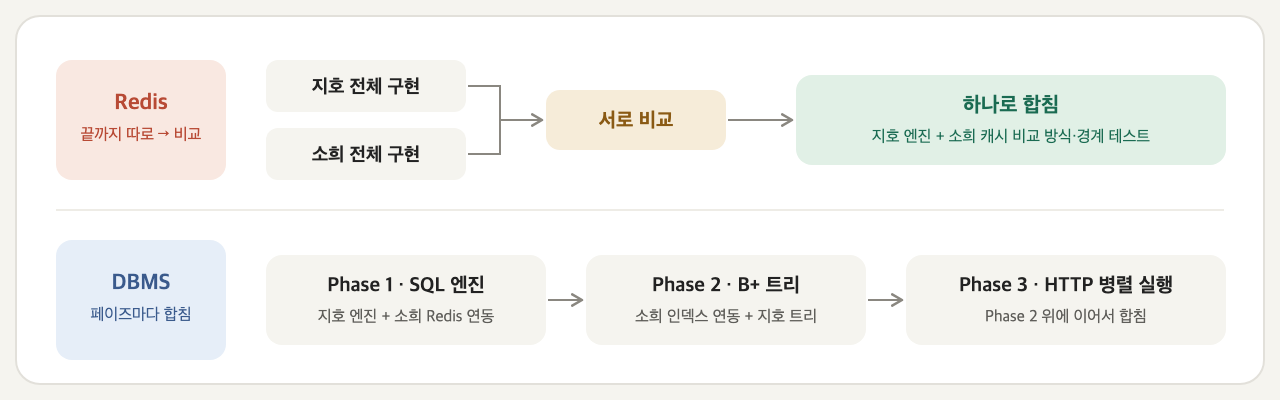 Redis
끝까지 따로 → 비교
지호 전체 구현
소희 전체 구현
서로 비교
하나로 합침
지호 엔진 + 소희 캐시 비교 방식·경계 테스트
DBMS
페이즈마다 합침
Phase 1 · SQL 엔진
지호 엔진 + 소희 Redis 연동
Phase 2 · B+ 트리
소희 인덱스 연동 + 지호 트리
Phase 3 · HTTP 병렬 실행
Phase 2 위에 이어서 합침